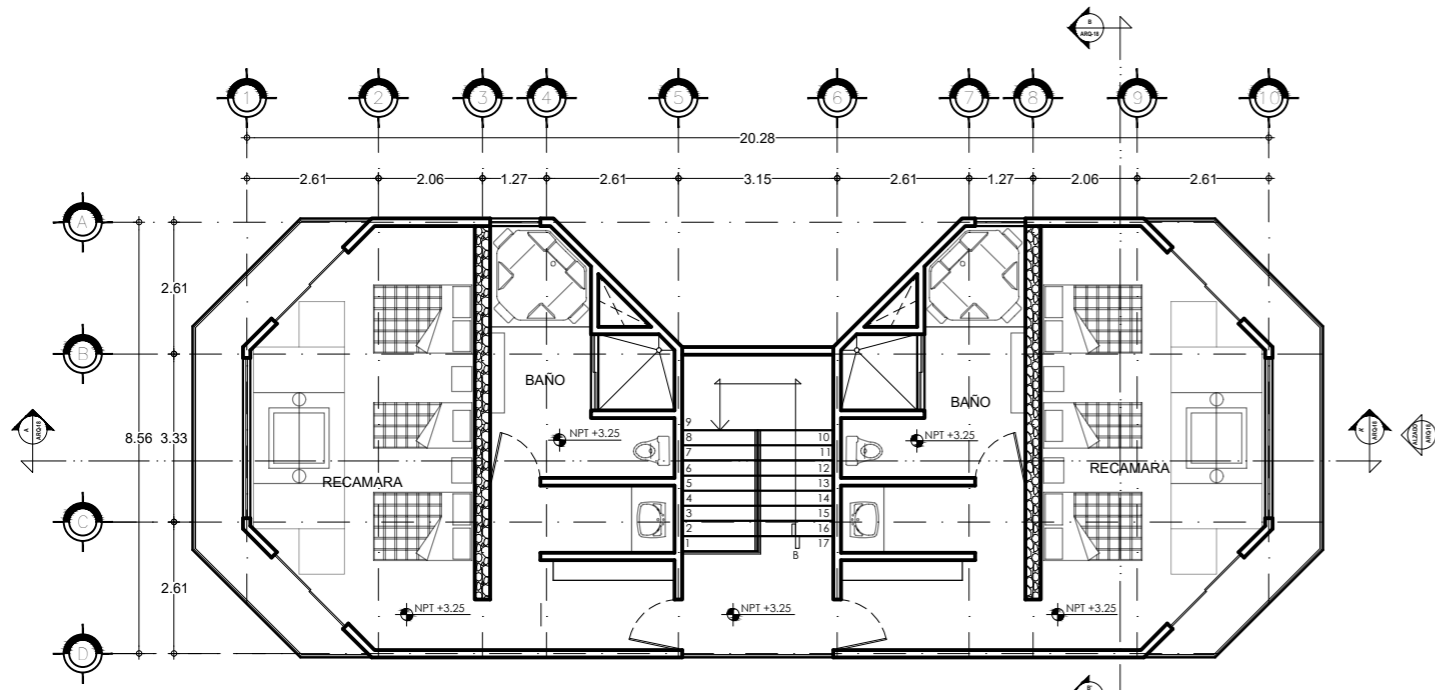 B
ARQ-18
1 2 3 4 5 6 7 8 9 10
20.28
2.61 2.06 1.27 2.61 3.15 2.61 1.27 2.06 2.61
A
2.61
B
BAÑO
BAÑO
9
8 10
A
ARQ18
8.56 3.33
NPT +3.25
NPT +3.25
7 11
A'
ARQ18
ALZADO
RECAMARA
6 12
RECAMARA
5 13
4 14
3 15
C
2 16
1 17
B
2.61
NPT +3.25
NPT +3.25
NPT +3.25
D
B'